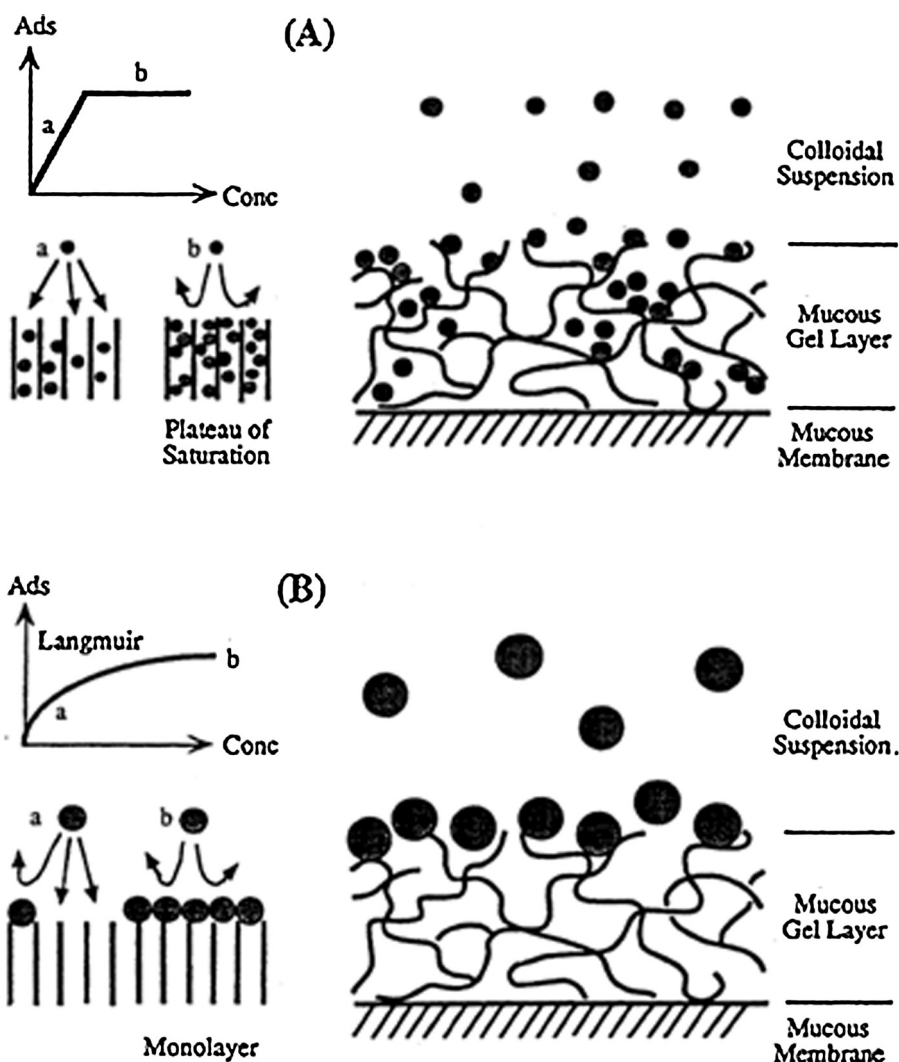 Ads
(A)
b
a
Conc
a
b
Plateau of
Saturation
Colloidal
Suspension
Mucous
Gel Layer
Mucous
Membrane
Ads
(B)
Langmuir
b
a
Conc
a
b
Monolayer
Colloidal
Suspension.
Mucous
Gel Layer
Mucous
Membrane